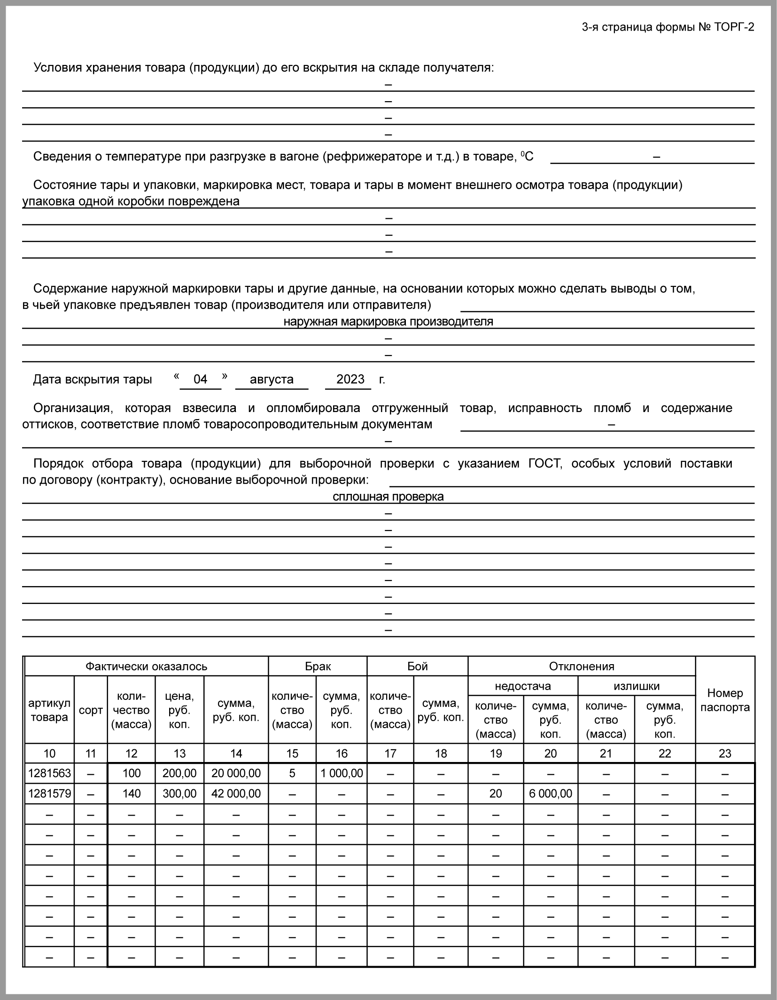 3-я страница формы № ТОРГ-2
Условия хранения товара (продукции) до его вскрытия на складе получателя:
–
–
–
–
Сведения о температуре при разгрузке в вагоне (рефрижераторе и т.д.) в товаре, ⁰С –
Состояние тары и упаковки, маркировка мест, товара и тары в момент внешнего осмотра товара (продукции)
упаковка одной коробки повреждена
–
–
–
Содержание наружной маркировки тары и другие данные, на основании которых можно сделать выводы о том,
в чьей упаковке предъявлен товар (производителя или отправителя)
наружная маркировка производителя
–
–
Дата вскрытия тары « 04 » августа 2023 г.
Организация, которая взвесила и опломбировала отгруженный товар, исправность пломб и содержание
оттисков, соответствие пломб товаросопроводительным документам –
–
Порядок отбора товара (продукции) для выборочной проверки с указанием ГОСТ, особых условий поставки
по договору (контракту), основание выборочной проверки:
сплошная проверка
–
–
–
–
–
–
–
–
Фактически оказалось Брак Бой Отклонения Номер паспорта
недостача излишки
артикул товара сорт коли-чество (масса) цена, руб. коп. сумма, руб. коп. количе-ство (масса) сумма, руб. коп. количе-ство (масса) сумма, руб. коп. количе-ство (масса) сумма, руб. коп. количе-ство (масса) сумма, руб. коп.
10 11 12 13 14 15 16 17 18 19 20 21 22 23
1281563 – 100 200,00 20 000,00 5 1 000,00 – – – – – – –
1281579 – 140 300,00 42 000,00 – – – – 20 6 000,00 – – –
– – – – – – – – – – – – – –
– – – – – – – – – – – – – –
– – – – – – – – – – – – – –
– – – – – – – – – – – – – –
– – – – – – – – – – – – – –
– – – – – – – – – – – – – –
– – – – – – – – – – – – – –
– – – – – – – – – – – – – –